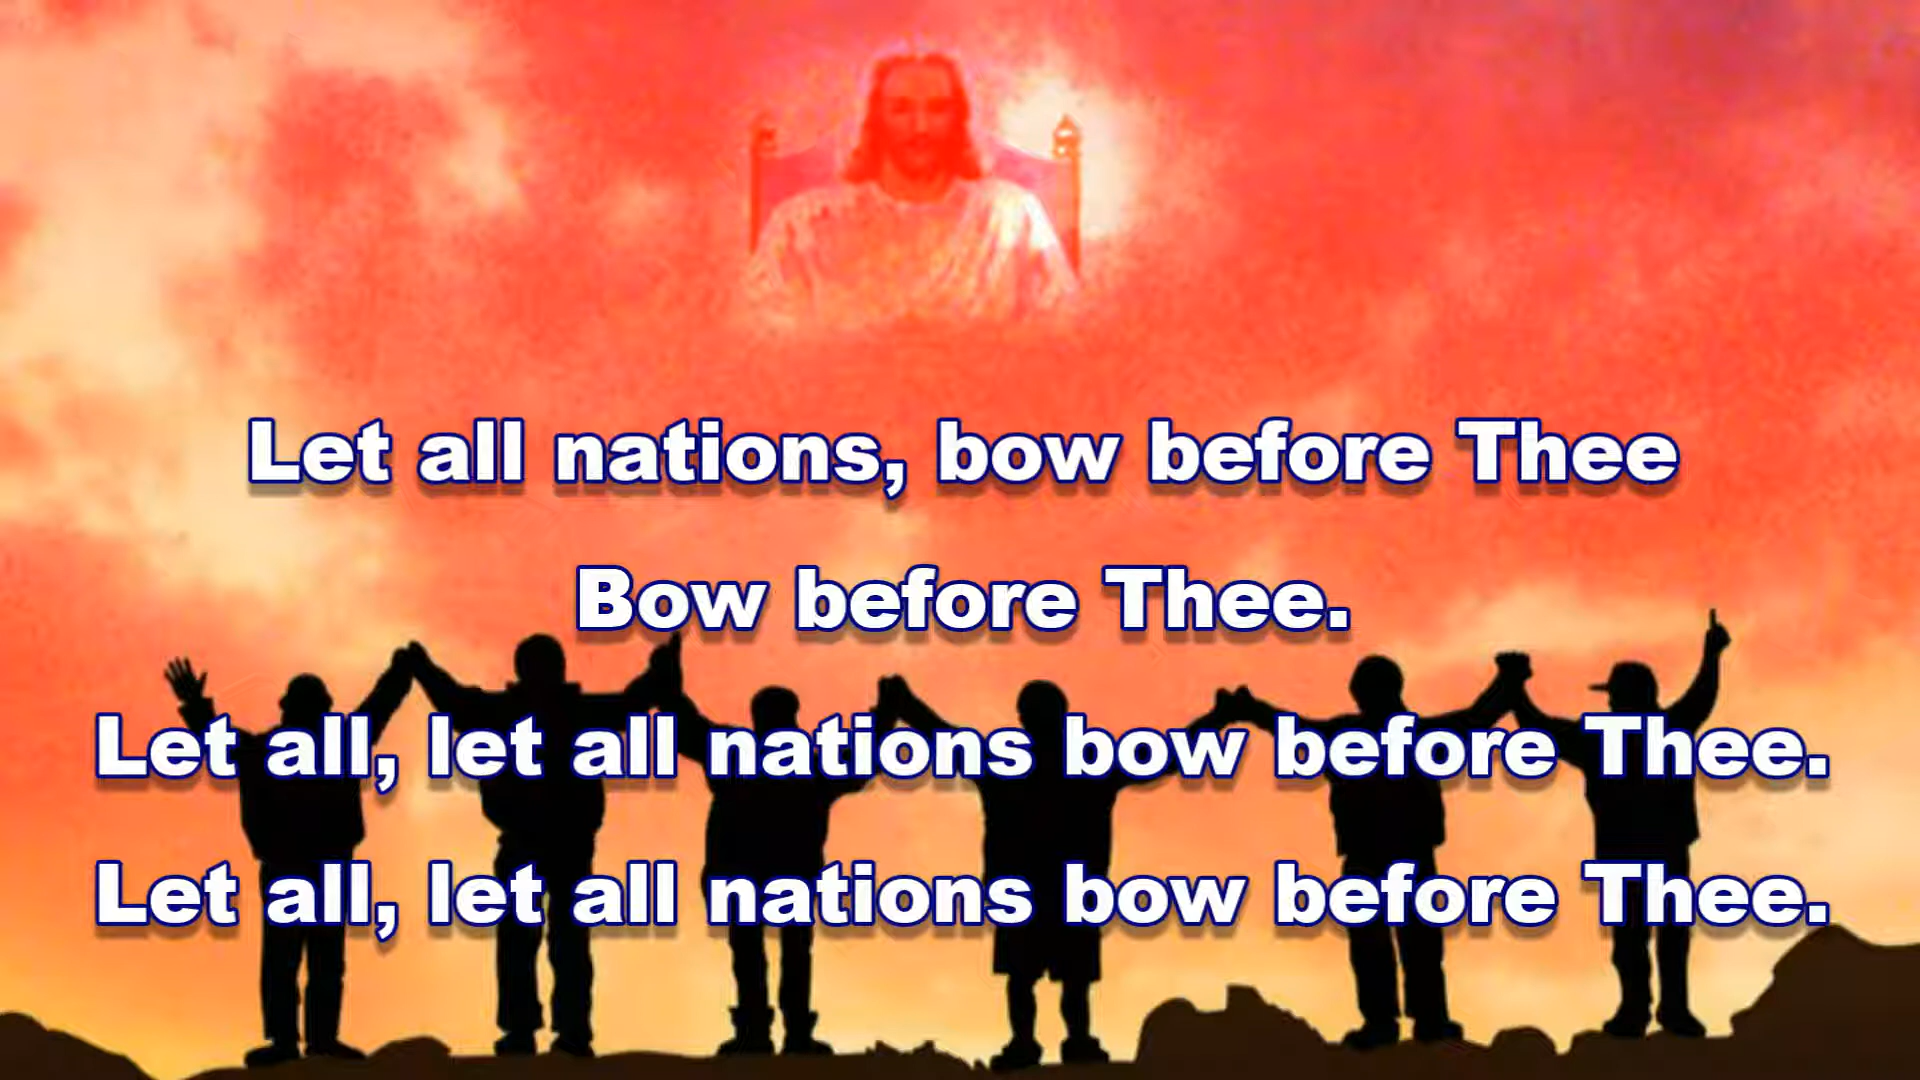 Let all nations, bow before Thee
Bow before Thee.
Let all, let all nations bow before Thee.
Let all, let all nations bow before Thee.